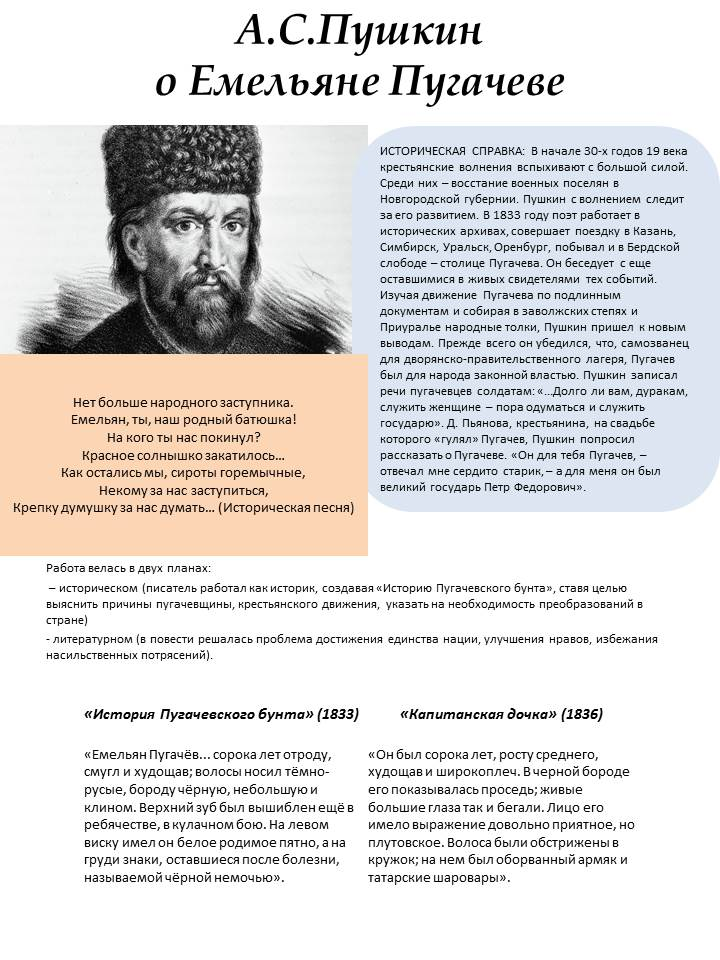 А.С.Пушкин
о Емельяне Пугачеве
ИСТОРИЧЕСКАЯ СПРАВКА: В начале 30-х годов 19 века
крестьянские волнения вспыхивают с большой силой.
Среди них – восстание военных поселян в
Новгородской губернии. Пушкин с волнением следит
за его развитием. В 1833 году поэт работает в
исторических архивах, совершает поездку в Казань,
Симбирск, Уральск, Оренбург, побывал и в Бердской
слободе – столице Пугачева. Он беседует с еще
оставшимися в живых свидетелями тех событий.
Изучая движение Пугачева по подлинным
документам и собирая в заволжских степях и
Приуралье народные толки, Пушкин пришел к новым
выводам. Прежде всего он убедился, что, самозванец
для дворянско-правительственного лагеря, Пугачев
был для народа законной властью. Пушкин записал
речи пугачевцев солдатам: «...Долго ли вам, дуракам,
служить женщине – пора одуматься и служить
государю». Д. Пьянова, крестьянина, на свадьбе
которого «гулял» Пугачев, Пушкин попросил
рассказать о Пугачеве. «Он для тебя Пугачев, –
отвечал мне сердито старик, – а для меня он был
великий государь Петр Федорович».
Нет больше народного заступника.
Емельян, ты, наш родный батюшка!
На кого ты нас покинул?
Красное солнышко закатилось…
Как остались мы, сироты горемычные,
Некому за нас заступиться,
Крепку думушку за нас думать… (Историческая песня)
Работа велась в двух планах:
– историческом (писатель работал как историк, создавая «Историю Пугачевского бунта», ставя целью
выяснить причины пугачевщины, крестьянского движения, указать на необходимость преобразований в
стране)
- литературном (в повести решалась проблема достижения единства нации, улучшения нравов, избежания
насильственных потрясений).
«История Пугачевского бунта» (1833)
«Емельян Пугачёв... сорока лет отроду,
смугл и худощав; волосы носил тёмно-
русые, бороду чёрную, небольшую и
клином. Верхний зуб был вышиблен ещё в
ребячестве, в кулачном бою. На левом
виску имел он белое родимое пятно, а на
груди знаки, оставшиеся после болезни,
называемой чёрной немочью».
«Капитанская дочка» (1836)
«Он был сорока лет, росту среднего,
худощав и широкоплеч. В черной бороде
его показывалась проседь; живые
большие глаза так и бегали. Лицо его
имело выражение довольно приятное, но
плутовское. Волоса были обстрижены в
кружок; на нем был оборванный армяк и
татарские шаровары».